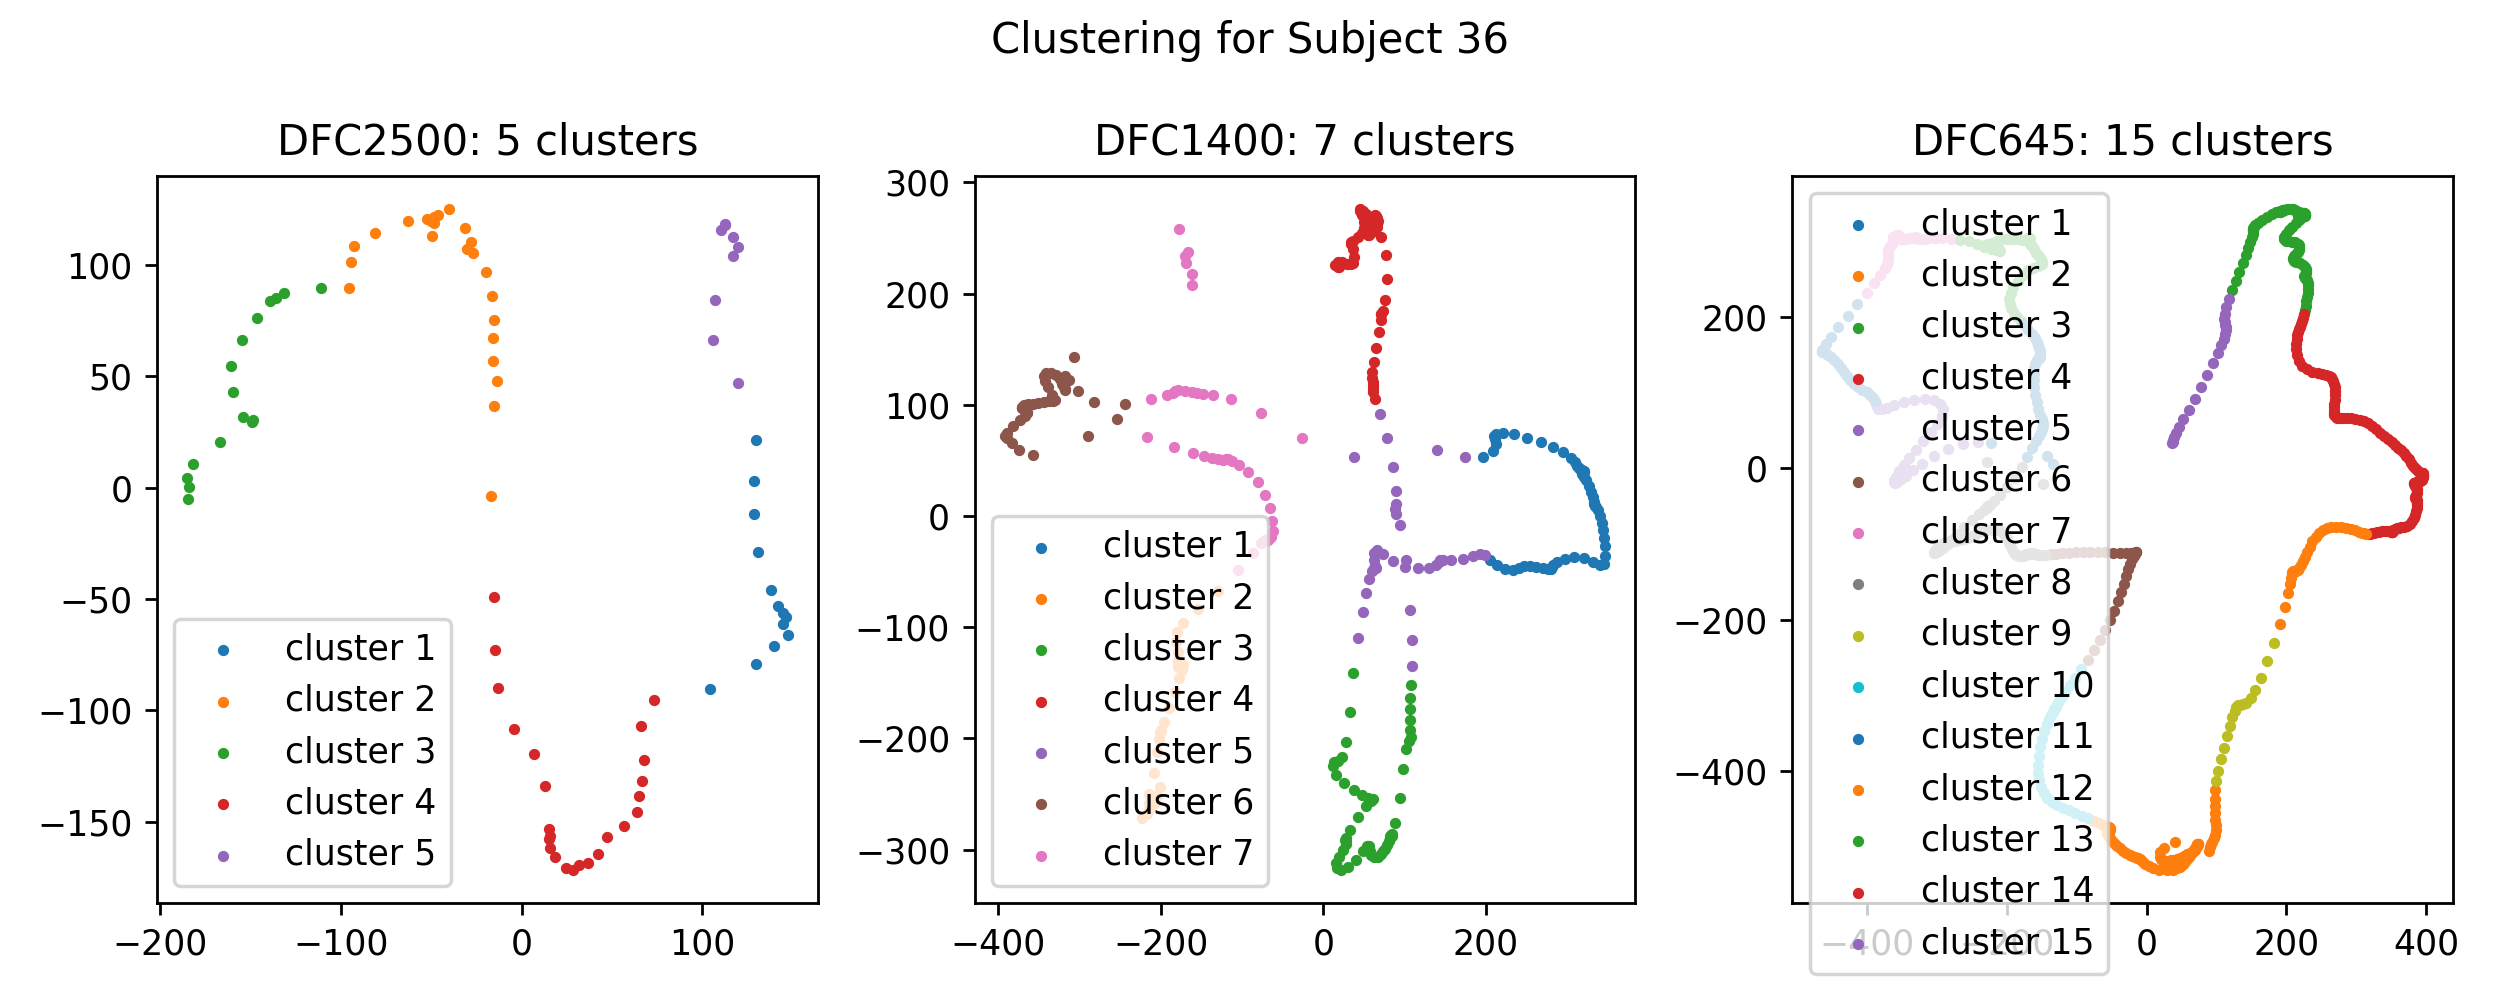 Clustering for Subject 36
DFC2500: 5 clusters
100
50
0
−50
−100
−150
−200
−100
0
100
cluster 1
cluster 2
cluster 3
cluster 4
cluster 5
DFC1400: 7 clusters
300
200
100
0
−100
−200
−300
−400
−200
0
200
cluster 1
cluster 2
cluster 3
cluster 4
cluster 5
cluster 6
cluster 7
DFC645: 15 clusters
200
0
−200
−400
−400
−200
0
200
400
cluster 1
cluster 2
cluster 3
cluster 4
cluster 5
cluster 6
cluster 7
cluster 8
cluster 9
cluster 10
cluster 11
cluster 12
cluster 13
cluster 14
cluster 15